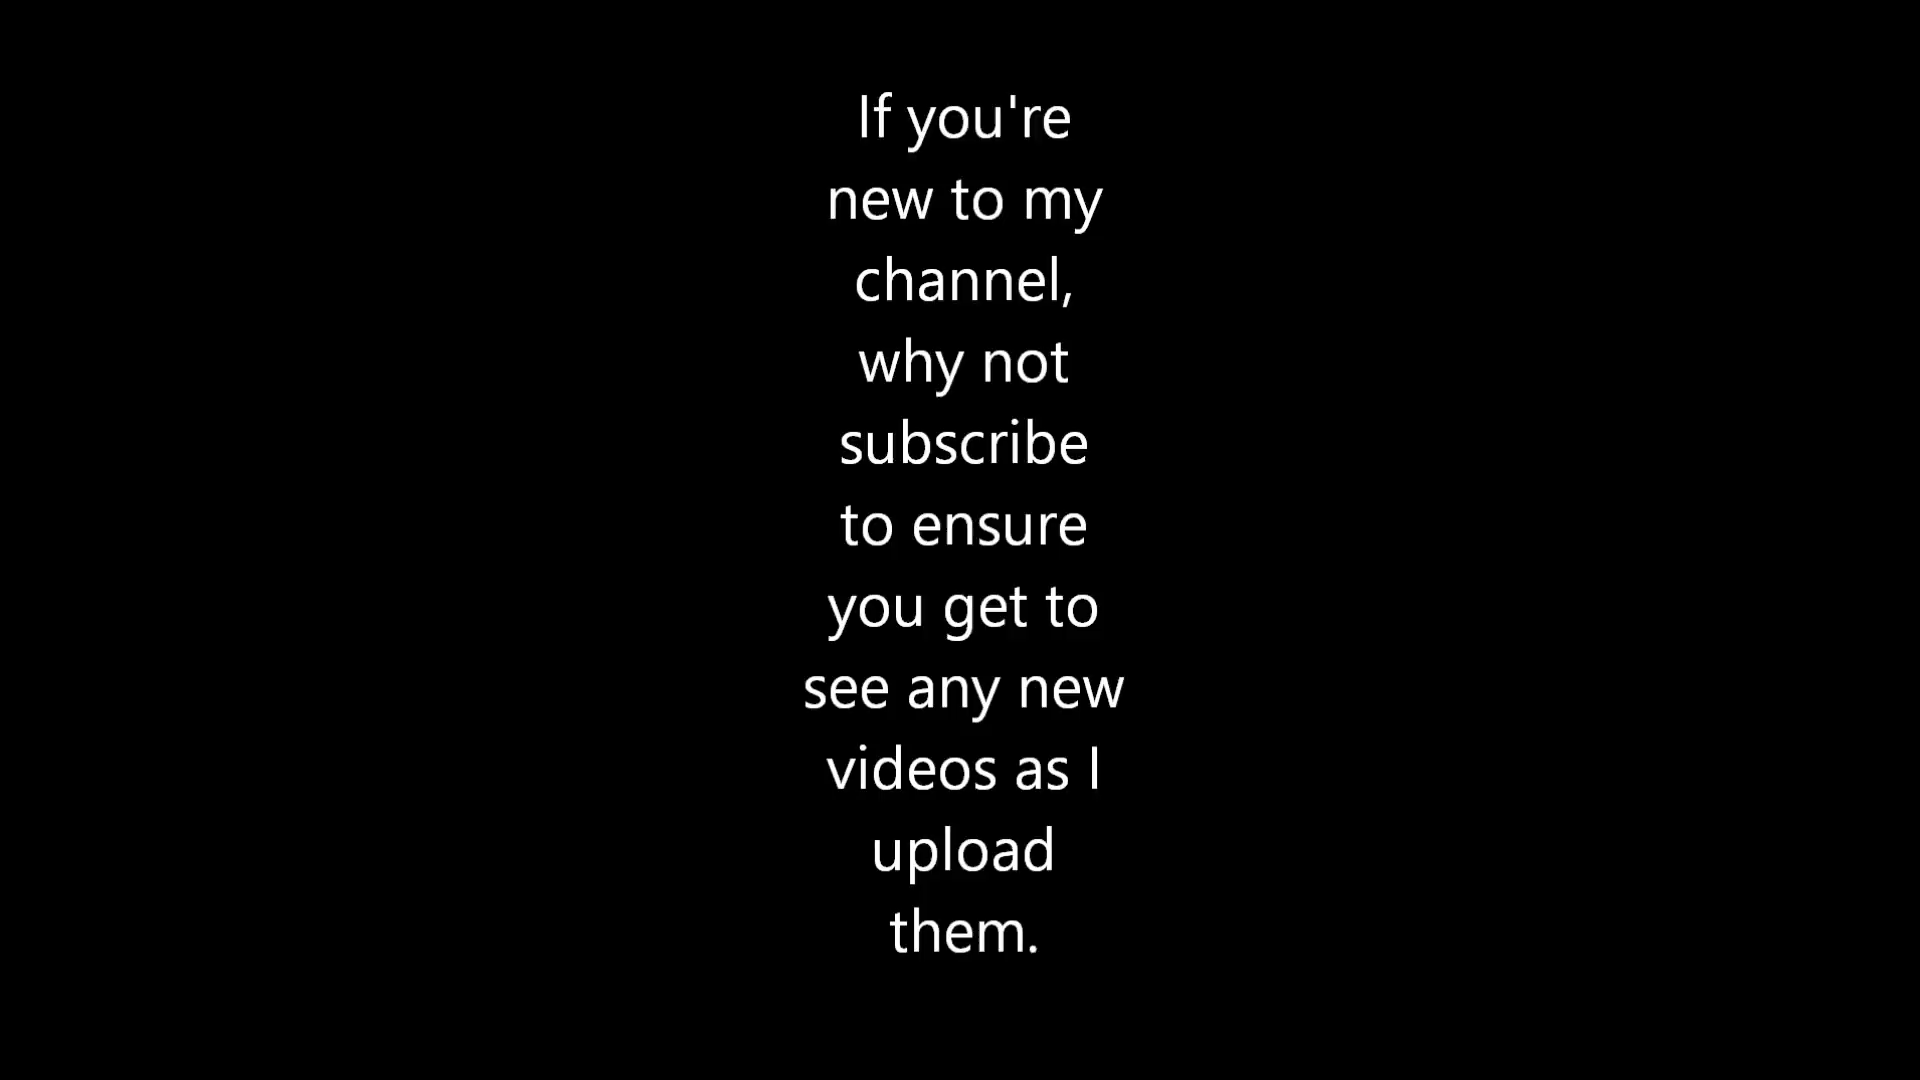 If you're
new to my
channel,
why not
subscribe
to ensure
you get to
see any new
videos as I
upload
them.